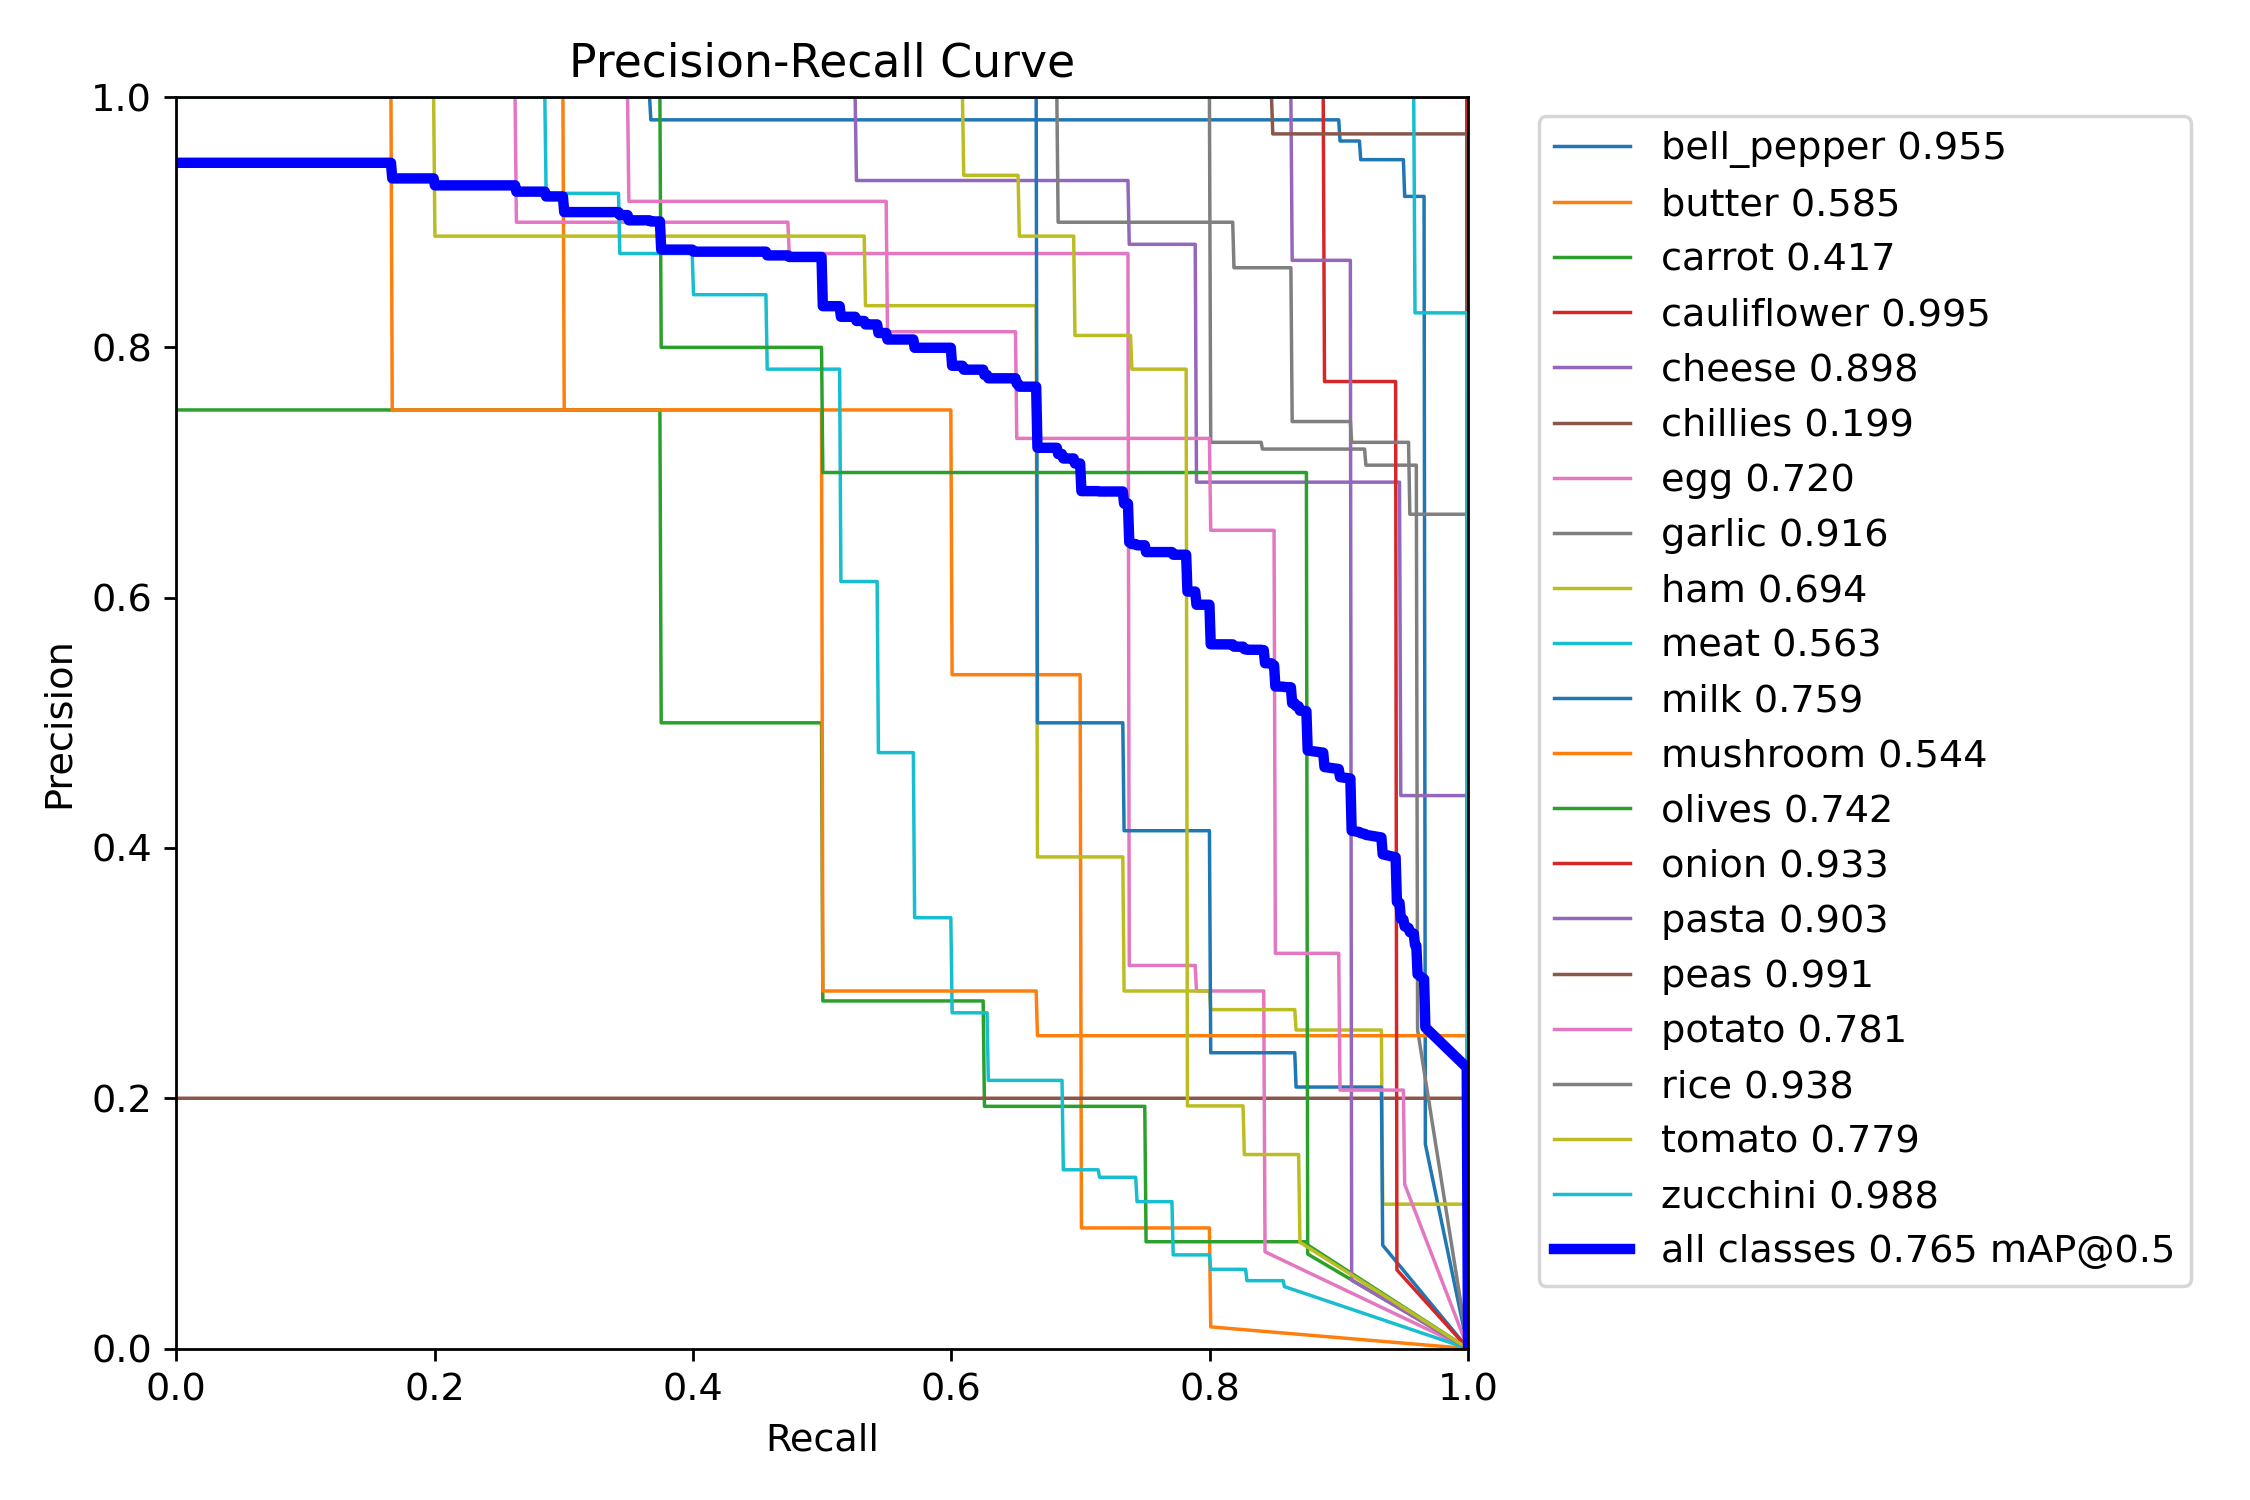 Precision-Recall Curve
1.0
0.8
0.6
0.4
0.2
0.0
Precision
0.0 0.2 0.4 0.6 0.8 1.0
Recall
bell_pepper 0.955
butter 0.585
carrot 0.417
cauliflower 0.995
cheese 0.898
chillies 0.199
egg 0.720
garlic 0.916
ham 0.694
meat 0.563
milk 0.759
mushroom 0.544
olives 0.742
onion 0.933
pasta 0.903
peas 0.991
potato 0.781
rice 0.938
tomato 0.779
zucchini 0.988
all classes 0.765 mAP@0.5